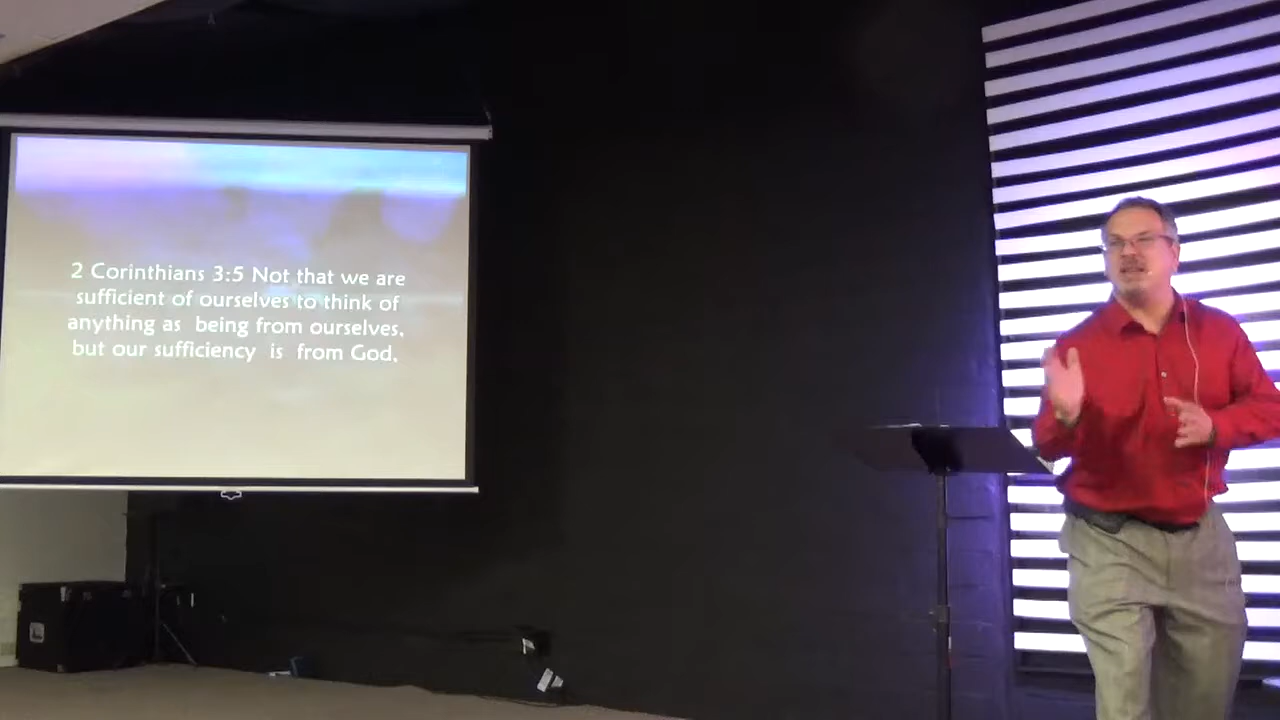 2 Corinthians 3:5 Not that we are
sufficient of ourselves to think of
anything as being from ourselves,
but our sufficiency is from God,